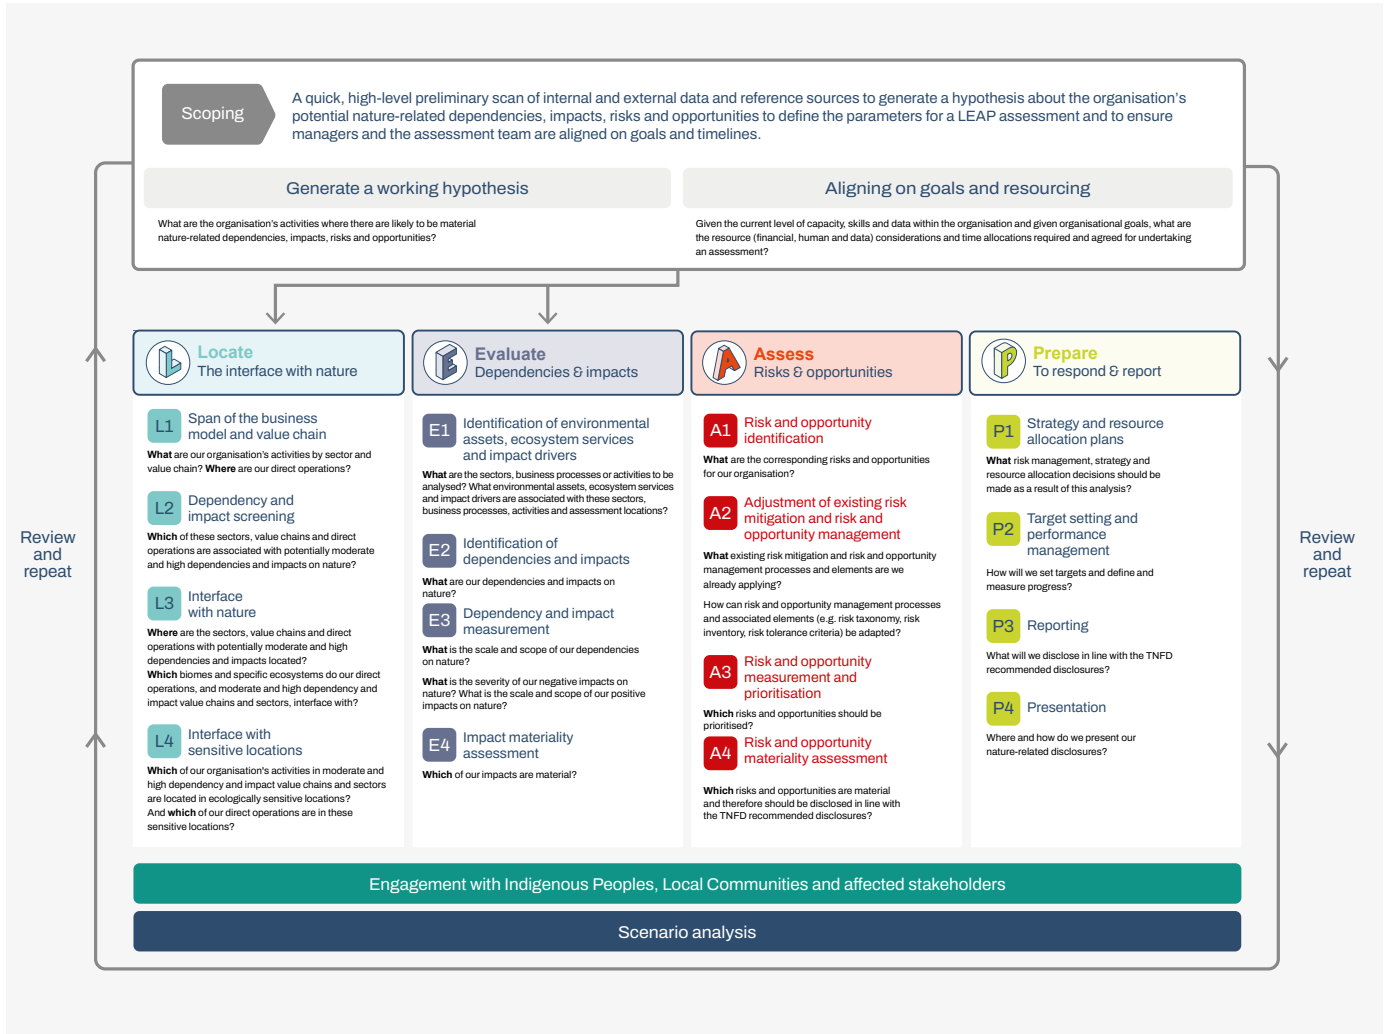 Scoping
A quick, high-level preliminary scan of internal and external data and reference sources to generate a hypothesis about the organisation's
potential nature-related dependencies, impacts, risks and opportunities to define the parameters for a LEAP assessment and to ensure
managers and the assessment team are aligned on goals and timelines.
Generate a working hypothesis
What are the organisation's activities where there are likely to be material
nature-related dependencies, impacts, risks and opportunities?
Aligning on goals and resourcing
Given the current level of capacity, skills and data within the organisation and given organisational goals, what are
the resource (financial, human and data) considerations and time allocations required and agreed for undertaking
an assessment?
Review
and
repeat
L
Locate
The interface with nature
L1
Span of the business
model and value chain
What are our organisation's activities by sector and
value chain? Where are our direct operations?
L2
Dependency and
impact screening
Which of these sectors, value chains and direct
operations are associated with potentially moderate
and high dependencies and impacts on nature?
L3
Interface
with nature
Where are the sectors, value chains and direct
operations with potentially moderate and high
dependencies and impacts located?
Which biomes and specific ecosystems do our direct
operations, and moderate and high dependency and
impact value chains and sectors, interface with?
L4
Interface with
sensitive locations
Which of our organisation's activities in moderate and
high dependency and impact value chains and sectors
are located in ecologically sensitive locations?
And which of our direct operations are in these
sensitive locations?
E
Evaluate
Dependencies & impacts
E1
Identification of environmental
assets, ecosystem services
and impact drivers
What are the sectors, business processes or activities to be
analysed? What environmental assets, ecosystem services
and impact drivers are associated with these sectors,
business processes, activities and assessment locations?
E2
Identification of
dependencies and impacts
What are our dependencies and impacts on
nature?
E3
Dependency and impact
measurement
What is the scale and scope of our dependencies
on nature?
What is the severity of our negative impacts on
nature? What is the scale and scope of our positive
impacts on nature?
E4
Impact materiality
assessment
Which of our impacts are material?
A
Assess
Risks & opportunities
A1
Risk and opportunity
identification
What are the corresponding risks and opportunities
for our organisation?
A2
Adjustment of existing risk
mitigation and risk and
opportunity management
What existing risk mitigation and risk and opportunity
management processes and elements are we
already applying?
How can risk and opportunity management processes
and associated elements (e.g. risk taxonomy, risk
inventory, risk tolerance criteria) be adapted?
A3
Risk and opportunity
measurement and
prioritisation
Which risks and opportunities should be
prioritised?
A4
Risk and opportunity
materiality assessment
Which risks and opportunities are material
and therefore should be disclosed in line with
the TNFD recommended disclosures?
P
Prepare
To respond & report
P1
Strategy and resource
allocation plans
What risk management, strategy and
resource allocation decisions should be
made as a result of this analysis?
P2
Target setting and
performance
management
How will we set targets and define and
measure progress?
P3
Reporting
What will we disclose in line with the TNFD
recommended disclosures?
P4
Presentation
Where and how do we present our
nature-related disclosures?
Review
and
repeat
Engagement with Indigenous Peoples, Local Communities and affected stakeholders
Scenario analysis